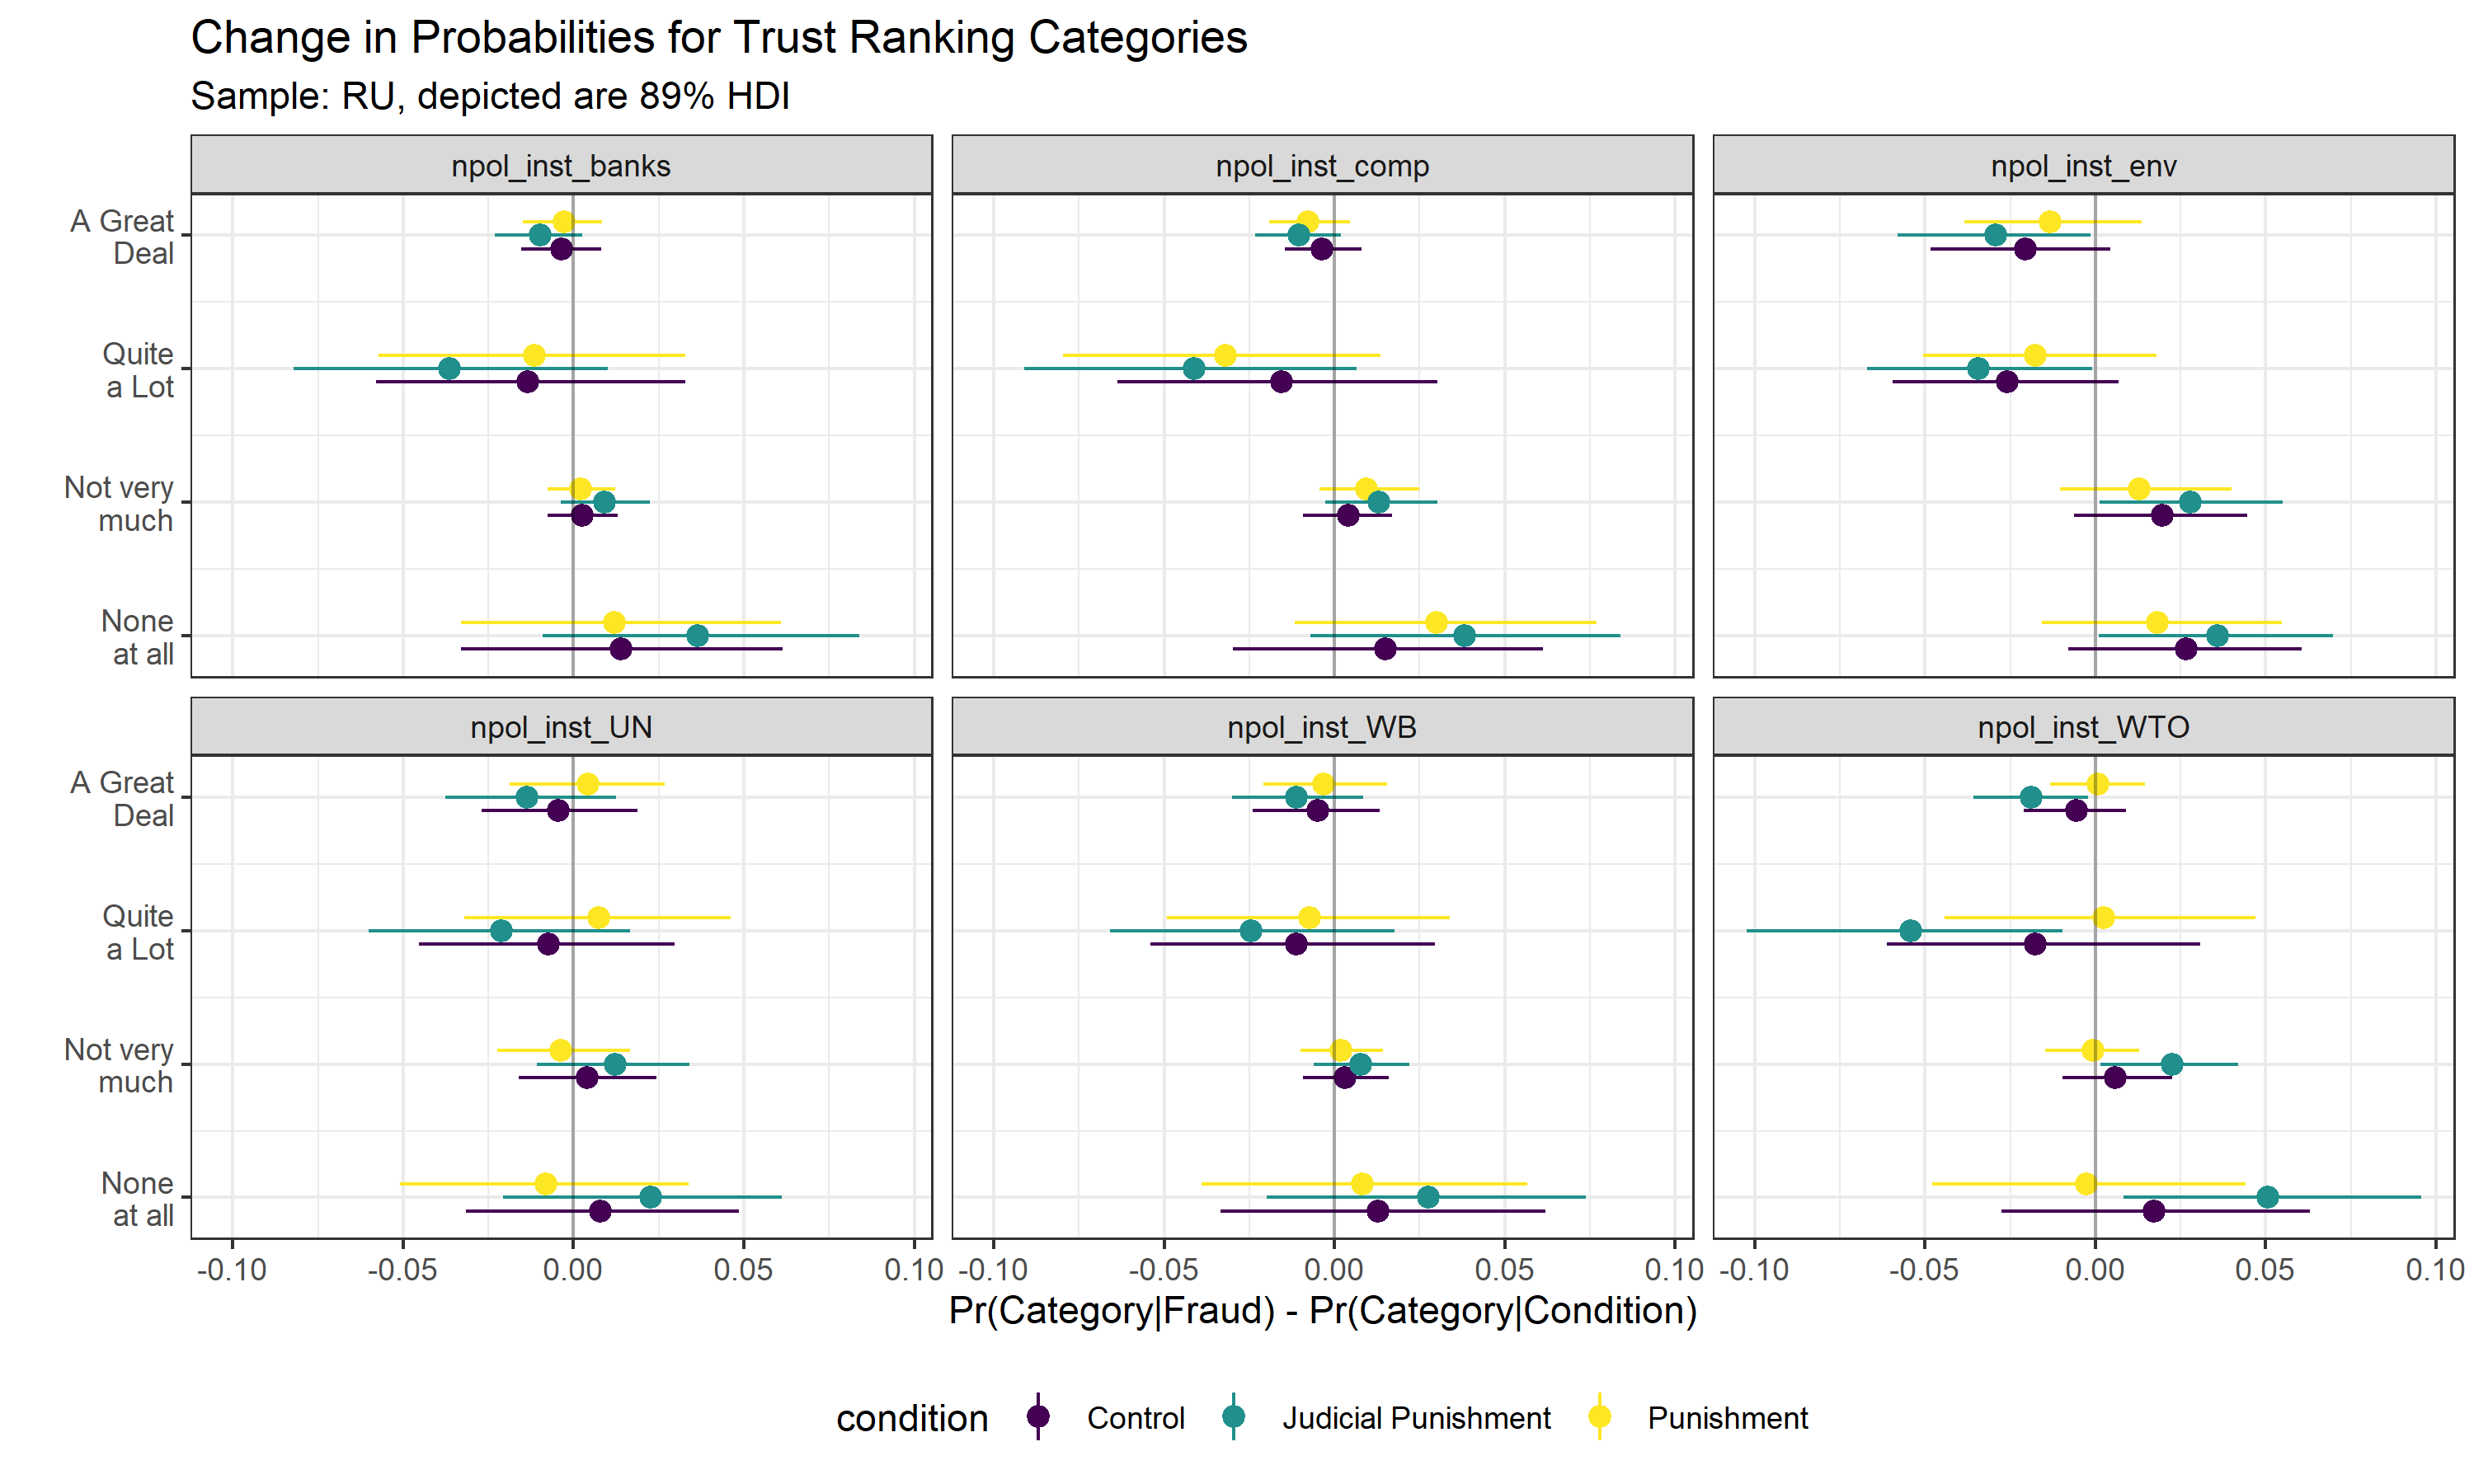 Change in Probabilities for Trust Ranking Categories
Sample: RU, depicted are 89% HDI
npol_inst_banks
npol_inst_comp
npol_inst_env
A Great
Deal
Quite
a Lot
Not very
much
None
at all
npol_inst_UN
npol_inst_WB
npol_inst_WTO
A Great
Deal
Quite
a Lot
Not very
much
None
at all
-0.10 -0.05 0.00 0.05 0.10 -0.10 -0.05 0.00 0.05 0.10 -0.10 -0.05 0.00 0.05 0.10
Pr(Category|Fraud) - Pr(Category|Condition)
condition Control Judicial Punishment Punishment